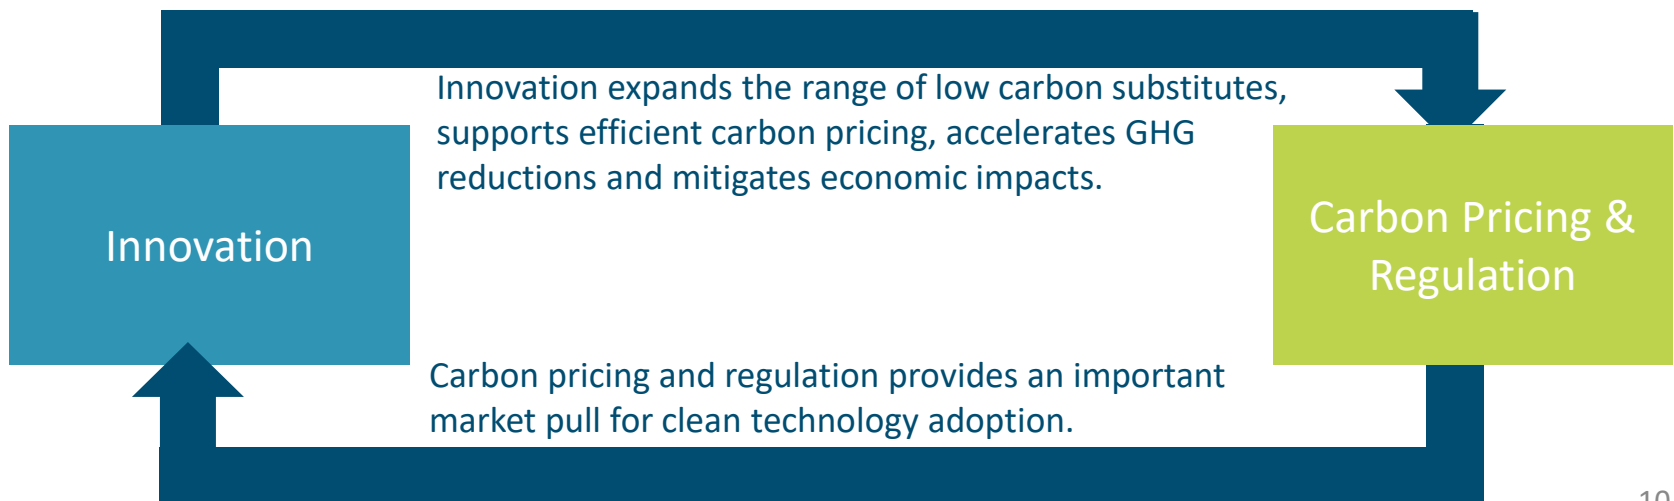 Innovation expands the range of low carbon substitutes,
supports efficient carbon pricing, accelerates GHG
reductions and mitigates economic impacts.
Innovation
Carbon Pricing &
Regulation
Carbon pricing and regulation provides an important
market pull for clean technology adoption.
10